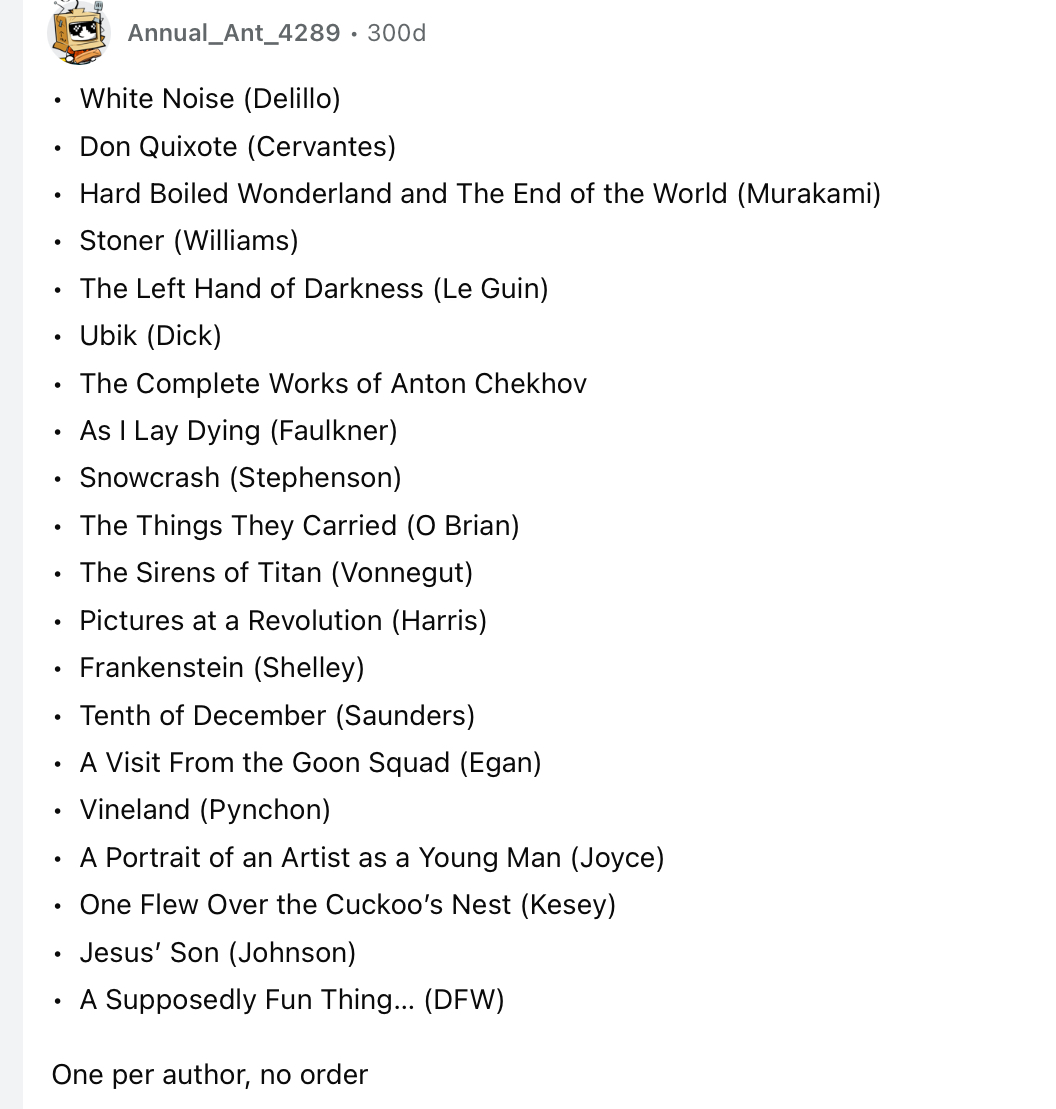 Annual_Ant_4289 • 300d
• White Noise (Delillo)
• Don Quixote (Cervantes)
• Hard Boiled Wonderland and The End of the World (Murakami)
• Stoner (Williams)
• The Left Hand of Darkness (Le Guin)
• Ubik (Dick)
• The Complete Works of Anton Chekhov
• As I Lay Dying (Faulkner)
• Snowcrash (Stephenson)
• The Things They Carried (O Brian)
• The Sirens of Titan (Vonnegut)
• Pictures at a Revolution (Harris)
• Frankenstein (Shelley)
• Tenth of December (Saunders)
• A Visit From the Goon Squad (Egan)
• Vineland (Pynchon)
• A Portrait of an Artist as a Young Man (Joyce)
• One Flew Over the Cuckoo’s Nest (Kesey)
• Jesus’ Son (Johnson)
• A Supposedly Fun Thing... (DFW)
One per author, no order